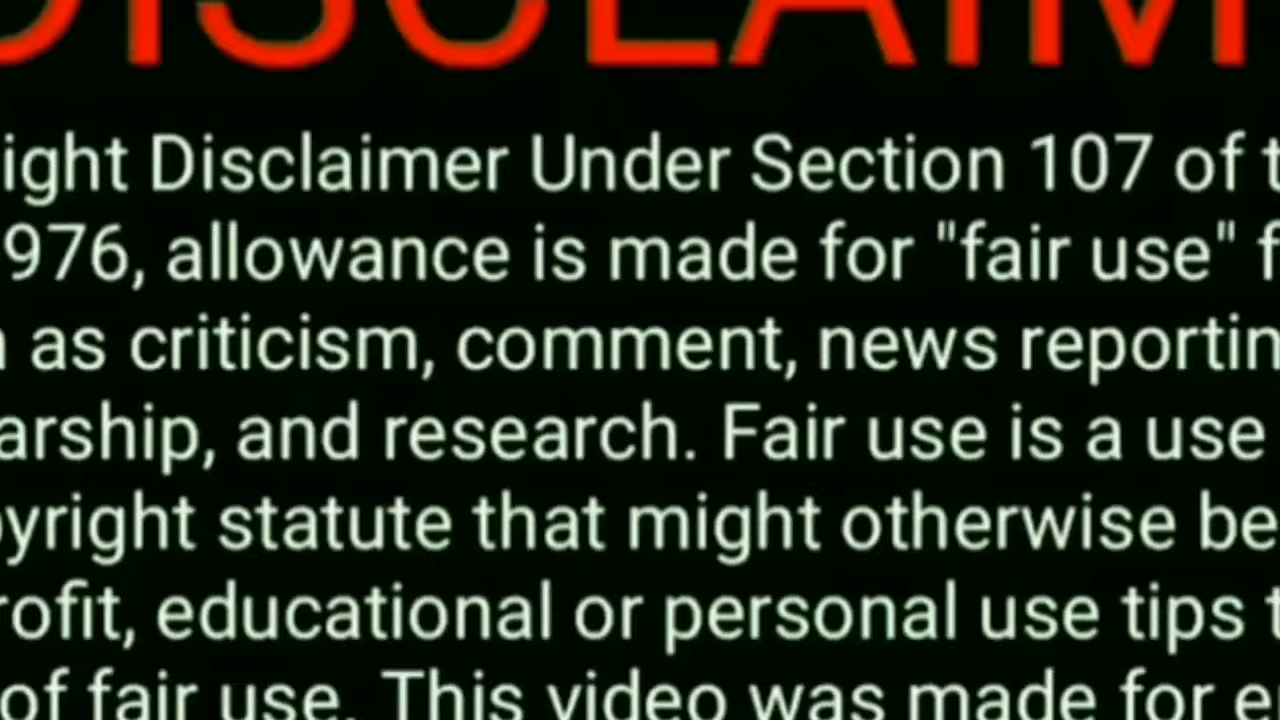 DISCLAIM
ight Disclaimer Under Section 107 of t
976, allowance is made for "fair use" f
as criticism, comment, news reportin
arship, and research. Fair use is a use
yright statute that might otherwise be
rofit, educational or personal use tips t
of fair use. This video was made for e